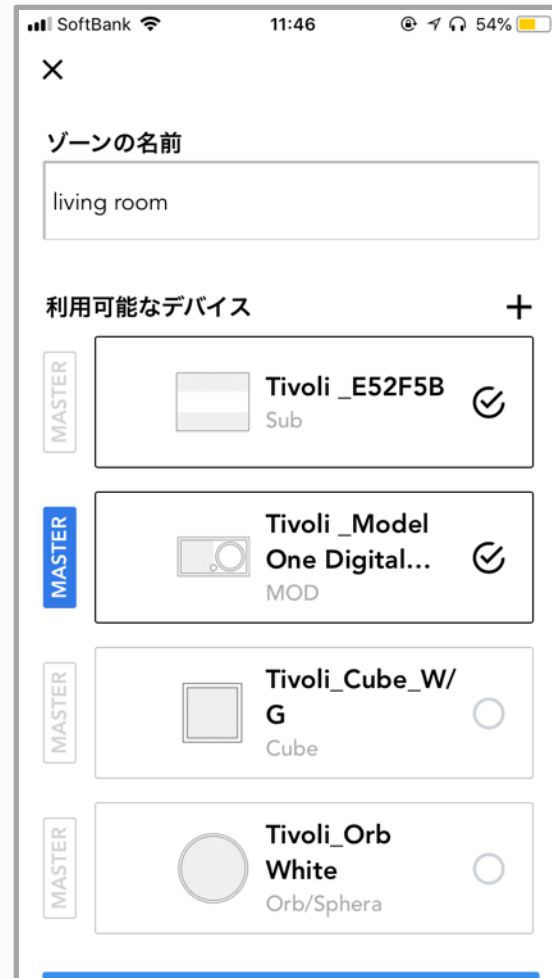 SoftBank 11:46 54%
ゾーンの名前
living room
利用可能なデバイス +
MASTER
Tivoli _E52F5B
Sub
MASTER
Tivoli _Model
One Digital...
MOD
MASTER
Tivoli_Cube_W/
G
Cube
MASTER
Tivoli_Orb
White
Orb/Sphera